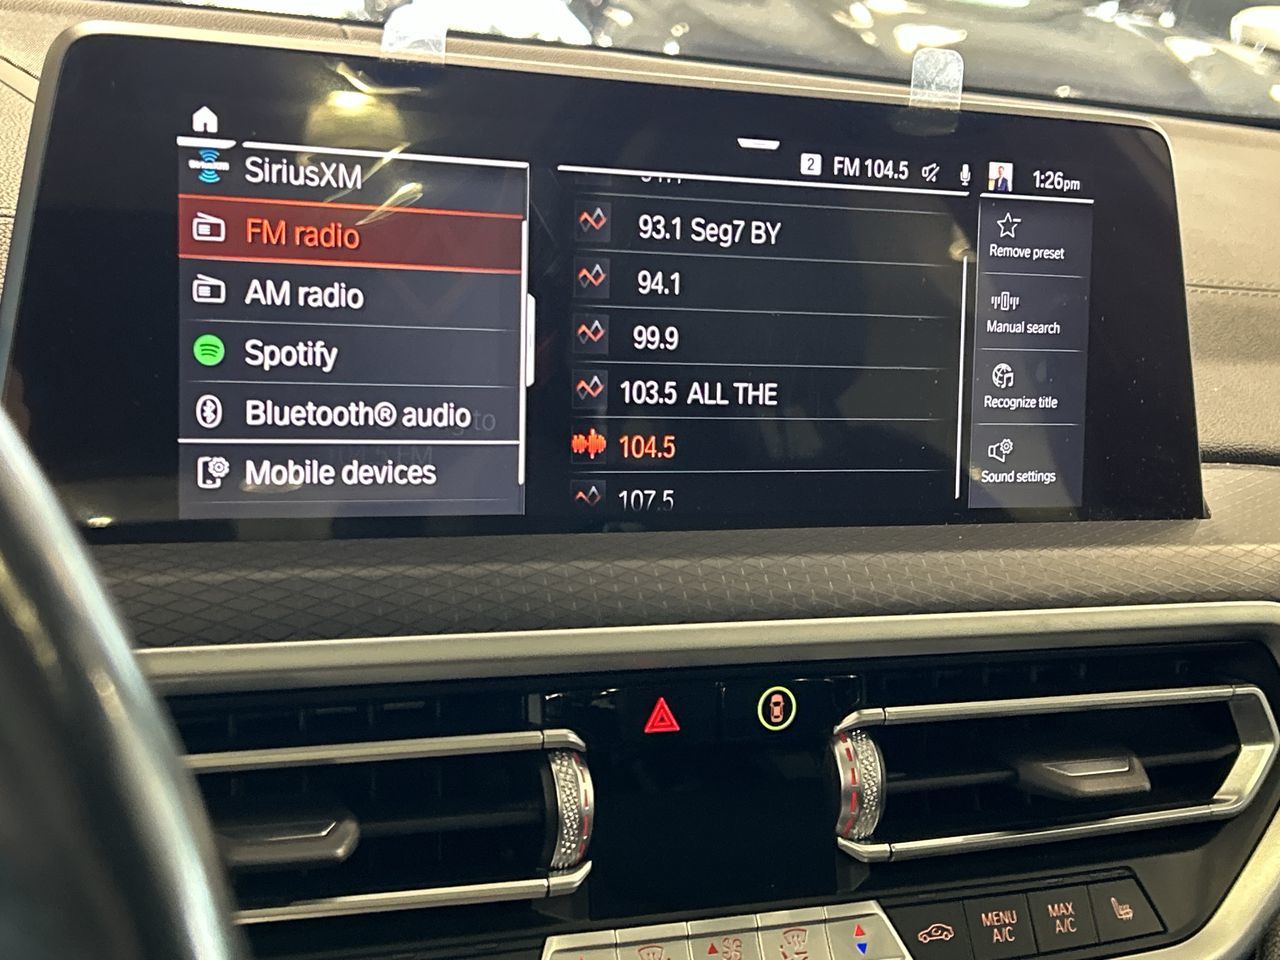 SiriusXM
FM radio
AM radio
Spotify
Bluetooth® audio
Mobile devices
2 FM 104.5 1:26pm
93.1 Seg7 BY
94.1
99.9
103.5 ALL THE
104.5
107.5
Remove preset
Manual search
Recognize title
Sound settings
MENU
A/C
MAX
A/C